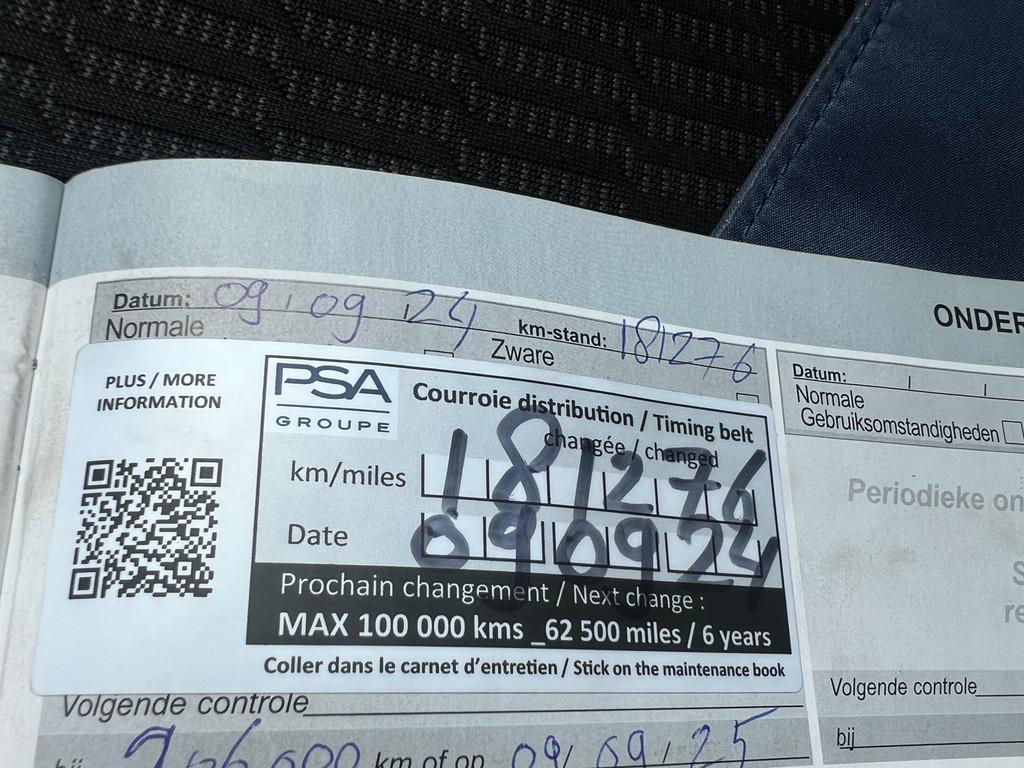 ONDER
Datum: 09 / 09 / 24 km-stand: 181276
Normale Zware
PLUS / MORE
INFORMATION
PSA
GROUPE
Courroie distribution / Timing belt
changée / changed
km/miles 181276
Date 090924
Prochain changement / Next change :
MAX 100 000 kms _62 500 miles / 6 years
Coller dans le carnet d'entretien / Stick on the maintenance book
Volgende controle
bij km of op 09/ 09 / 25
Datum: / /
Normale
Gebruiksomstandigheden
Periodieke on
S
re
Volgende controle
bij